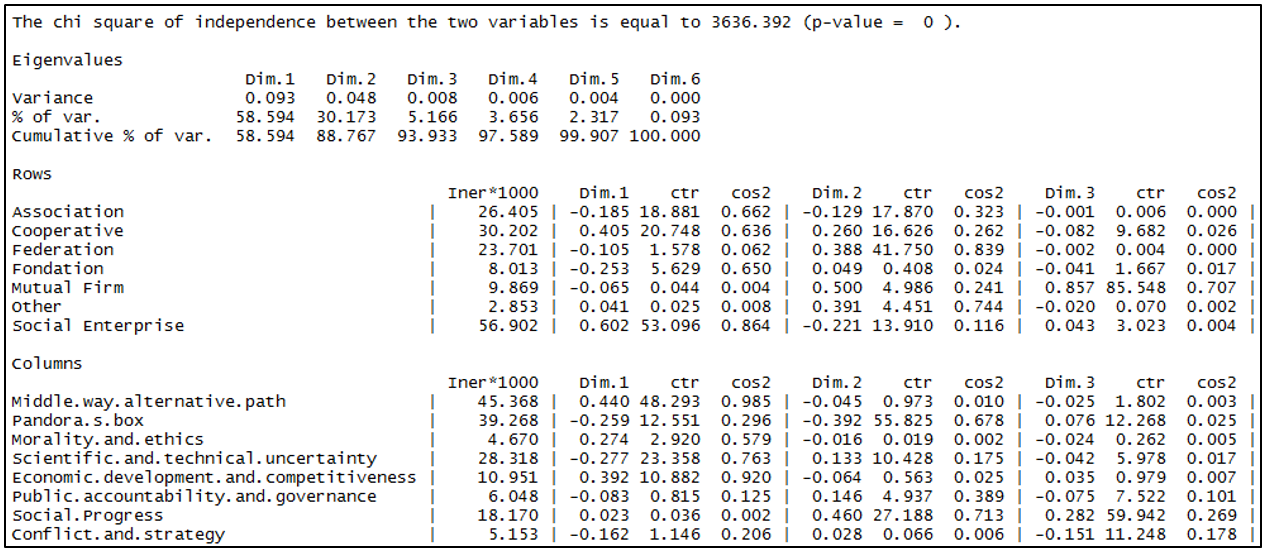 The chi square of independence between the two variables is equal to 3636.392 (p-value =  0 ).
Eigenvalues
Dim.1 Dim.2 Dim.3 Dim.4 Dim.5 Dim.6
Variance 0.093 0.048 0.008 0.006 0.004 0.000
% of var. 58.594 30.173 5.166 3.656 2.317 0.093
Cumulative % of var. 58.594 88.767 93.933 97.589 99.907 100.000
Rows
Iner*1000 Dim.1 ctr cos2 Dim.2 ctr cos2 Dim.3 ctr cos2
Association | 26.405 | -0.185 18.881 0.662 | -0.129 17.870 0.323 | -0.001 0.006 0.000 |
Cooperative | 30.202 | 0.405 20.748 0.636 | 0.260 16.626 0.262 | -0.082 9.682 0.026 |
Federation | 23.701 | -0.105 1.578 0.062 | 0.388 41.750 0.839 | -0.002 0.004 0.000 |
Fondation | 8.013 | -0.253 5.629 0.650 | 0.049 0.408 0.024 | -0.041 1.667 0.017 |
Mutual Firm | 9.869 | -0.065 0.044 0.004 | 0.500 4.986 0.241 | 0.857 85.548 0.707 |
Other | 2.853 | 0.041 0.025 0.008 | 0.391 4.451 0.744 | -0.020 0.070 0.002 |
Social Enterprise | 56.902 | 0.602 53.096 0.864 | -0.221 13.910 0.116 | 0.043 3.023 0.004 |
Columns
Iner*1000 Dim.1 ctr cos2 Dim.2 ctr cos2 Dim.3 ctr cos2
Middle.way.alternative.path | 45.368 | 0.440 48.293 0.985 | -0.045 0.973 0.010 | -0.025 1.802 0.003 |
Pandora.s.box | 39.268 | -0.259 12.551 0.296 | -0.392 55.825 0.678 | 0.076 12.268 0.025 |
Morality.and.ethics | 4.670 | 0.274 2.920 0.579 | -0.016 0.019 0.002 | -0.024 0.262 0.005 |
Scientific.and.technical.uncertainty | 28.318 | -0.277 23.358 0.763 | 0.133 10.428 0.175 | -0.042 5.978 0.017 |
Economic.development.and.competitiveness | 10.951 | 0.392 10.882 0.920 | -0.064 0.563 0.025 | 0.035 0.979 0.007 |
Public.accountability.and.governance | 6.048 | -0.083 0.815 0.125 | 0.146 4.937 0.389 | -0.075 7.522 0.101 |
Social.Progress | 18.170 | 0.023 0.036 0.002 | 0.460 27.188 0.713 | 0.282 59.942 0.269 |
Conflict.and.strategy | 5.153 | -0.162 1.146 0.206 | 0.028 0.066 0.006 | -0.151 11.248 0.178 |